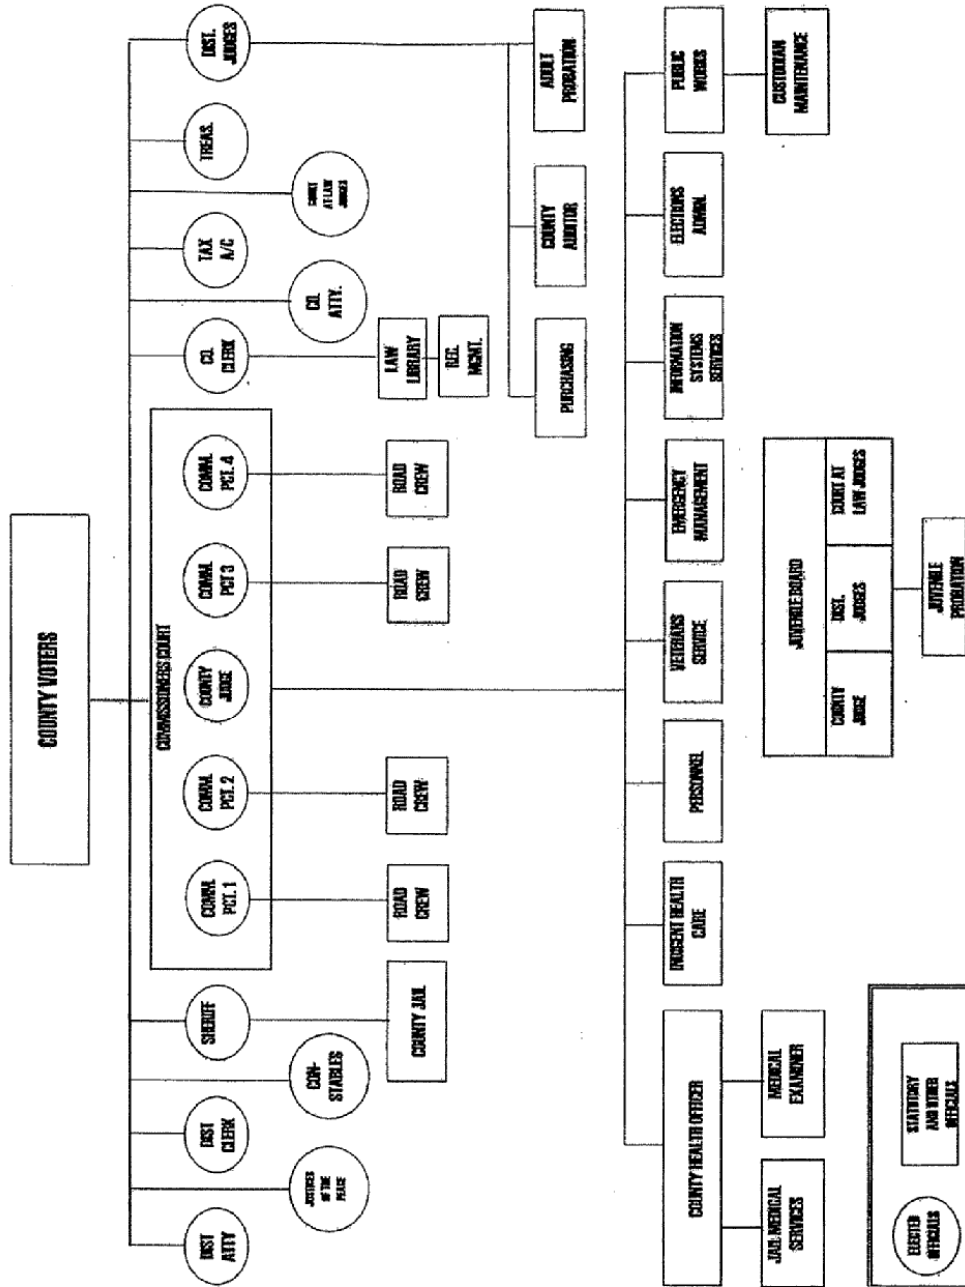 COUNTY VOTERS
DIST
ATTY
JUSTICES
OF THE
PEACE
DIST
CLERK
CON-
STABLES
SHERIFF
COUNTY JAIL
COMMISSIONERS COURT
COMM.
PCT. 1
COMM.
PCT. 2
COUNTY
JUDGE
COMM.
PCT 3
COMM.
PCT. 4
ROAD
CREW
ROAD
CREW
ROAD
CREW
ROAD
CREW
CO.
CLERK
LAW
LIBRARY
REC.
MGMT.
CO.
ATTY.
TAX
A/C
COURT
AT-LAW
JUDGES
TREAS.
DIST.
JUDGES
PURCHASING
COUNTY
AUDITOR
ADULT
PROBATION
COUNTY HEALTH OFFICER
JAIL MEDICAL
SERVICES
MEDICAL
EXAMINER
HEALTH
CARE
PERSONNEL
VETERANS
SERVICE
EMERGENCY
MANAGEMENT
INFORMATION
SYSTEMS
SERVICES
ELECTIONS
ADMIN.
PUBLIC
WORKS
CUSTODIAN
MAINTENANCE
JUVENILE BOARD
COUNTY
JUDGE
DIST.
JUDGES
COURT AT
LAW JUDGES
JUVENILE
PROBATION
ELECTED
OFFICIALS
STATUTORY
AND OTHER
OFFICIALS